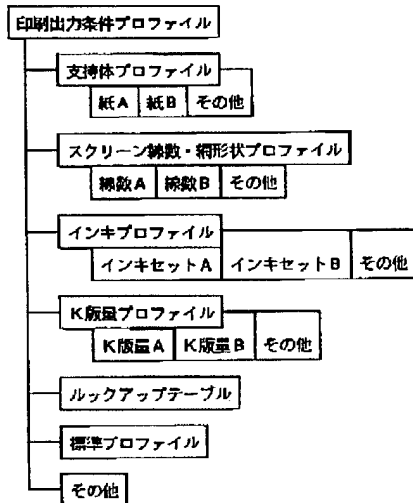 印刷出力条件プロファイル
支持体プロファイル
紙A 紙B その他
スクリーン線数・網形状プロファイル
線数A 線数B その他
インキプロファイル
インキセットA インキセットB その他
K版量プロファイル
K版量A K版量B その他
ルックアップテーブル
標準プロファイル
その他